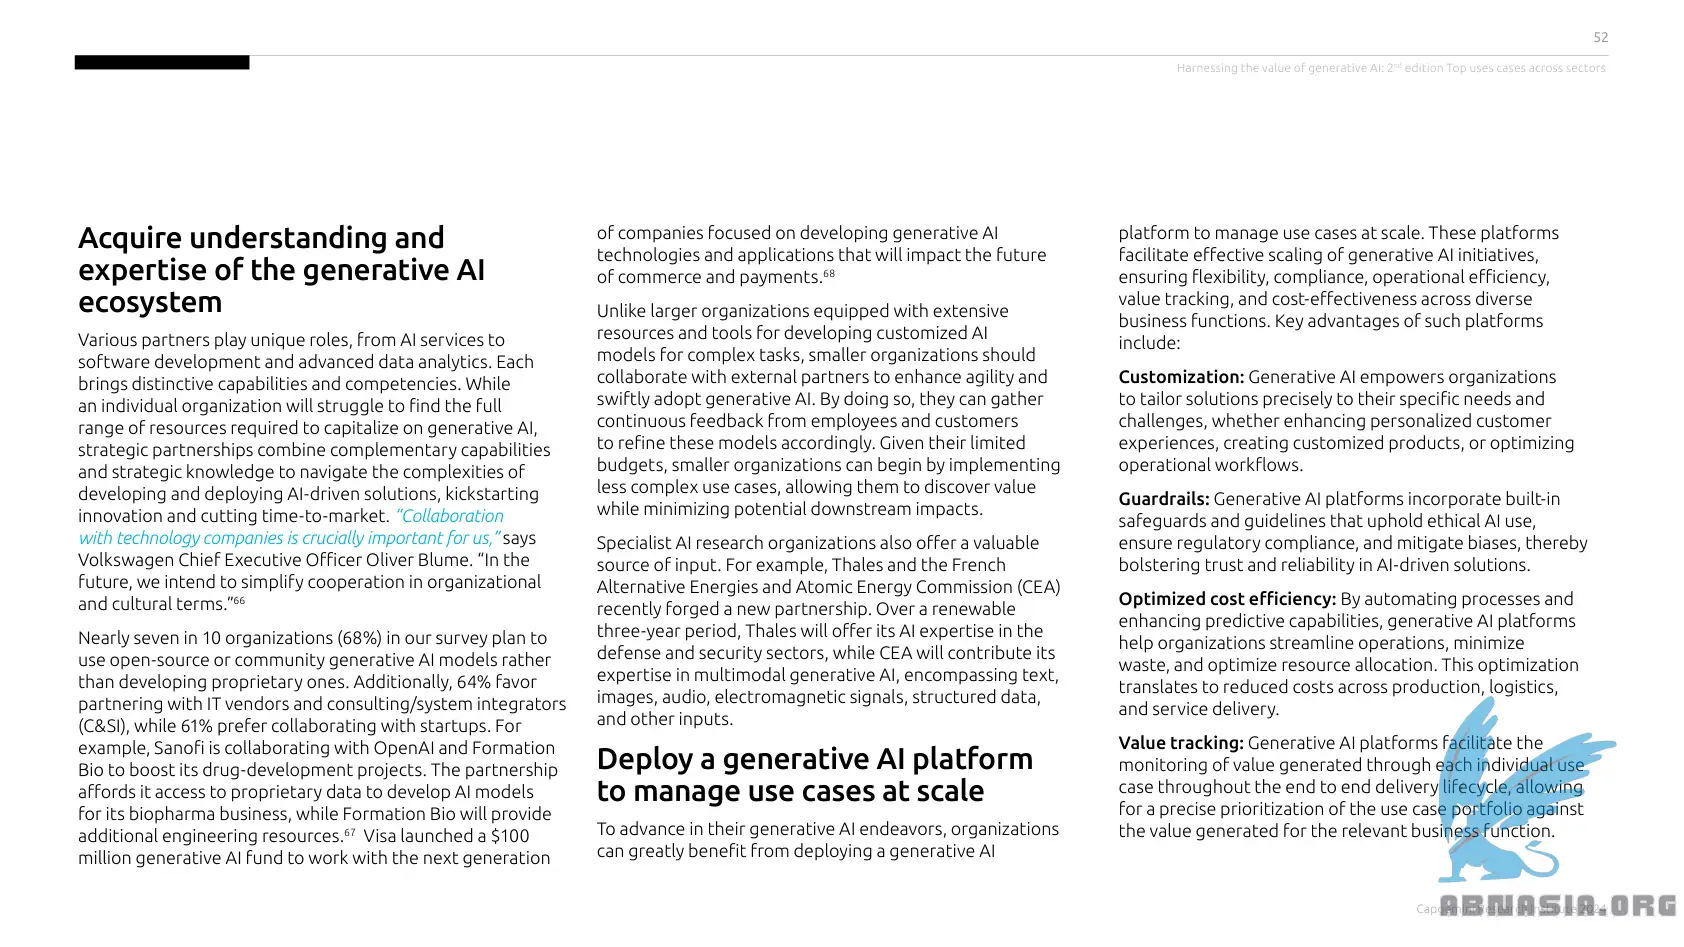 52
Harnessing the value of generative AI: 2nd edition Top uses cases across sectors
Acquire understanding and
expertise of the generative AI
ecosystem
Various partners play unique roles, from AI services to
software development and advanced data analytics. Each
brings distinctive capabilities and competencies. While
an individual organization will struggle to find the full
range of resources required to capitalize on generative AI,
strategic partnerships combine complementary capabilities
and strategic knowledge to navigate the complexities of
developing and deploying AI-driven solutions, kickstarting
innovation and cutting time-to-market. “Collaboration
with technology companies is crucially important for us,” says
Volkswagen Chief Executive Officer Oliver Blume. “In the
future, we intend to simplify cooperation in organizational
and cultural terms.”66
Nearly seven in 10 organizations (68%) in our survey plan to
use open-source or community generative AI models rather
than developing proprietary ones. Additionally, 64% favor
partnering with IT vendors and consulting/system integrators
(C&SI), while 61% prefer collaborating with startups. For
example, Sanofi is collaborating with OpenAI and Formation
Bio to boost its drug-development projects. The partnership
affords it access to proprietary data to develop AI models
for its biopharma business, while Formation Bio will provide
additional engineering resources.67 Visa launched a $100
million generative AI fund to work with the next generation
of companies focused on developing generative AI
technologies and applications that will impact the future
of commerce and payments.68
Unlike larger organizations equipped with extensive
resources and tools for developing customized AI
models for complex tasks, smaller organizations should
collaborate with external partners to enhance agility and
swiftly adopt generative AI. By doing so, they can gather
continuous feedback from employees and customers
to refine these models accordingly. Given their limited
budgets, smaller organizations can begin by implementing
less complex use cases, allowing them to discover value
while minimizing potential downstream impacts.
Specialist AI research organizations also offer a valuable
source of input. For example, Thales and the French
Alternative Energies and Atomic Energy Commission (CEA)
recently forged a new partnership. Over a renewable
three-year period, Thales will offer its AI expertise in the
defense and security sectors, while CEA will contribute its
expertise in multimodal generative AI, encompassing text,
images, audio, electromagnetic signals, structured data,
and other inputs.
Deploy a generative AI platform
to manage use cases at scale
To advance in their generative AI endeavors, organizations
can greatly benefit from deploying a generative AI
platform to manage use cases at scale. These platforms
facilitate effective scaling of generative AI initiatives,
ensuring flexibility, compliance, operational efficiency,
value tracking, and cost-effectiveness across diverse
business functions. Key advantages of such platforms
include:
Customization: Generative AI empowers organizations
to tailor solutions precisely to their specific needs and
challenges, whether enhancing personalized customer
experiences, creating customized products, or optimizing
operational workflows.
Guardrails: Generative AI platforms incorporate built-in
safeguards and guidelines that uphold ethical AI use,
ensure regulatory compliance, and mitigate biases, thereby
bolstering trust and reliability in AI-driven solutions.
Optimized cost efficiency: By automating processes and
enhancing predictive capabilities, generative AI platforms
help organizations streamline operations, minimize
waste, and optimize resource allocation. This optimization
translates to reduced costs across production, logistics,
and service delivery.
Value tracking: Generative AI platforms facilitate the
monitoring of value generated through each individual use
case throughout the end to end delivery lifecycle, allowing
for a precise prioritization of the use case portfolio against
the value generated for the relevant business function.
Capgemini Research Institute 2024
ABNASIA.ORG